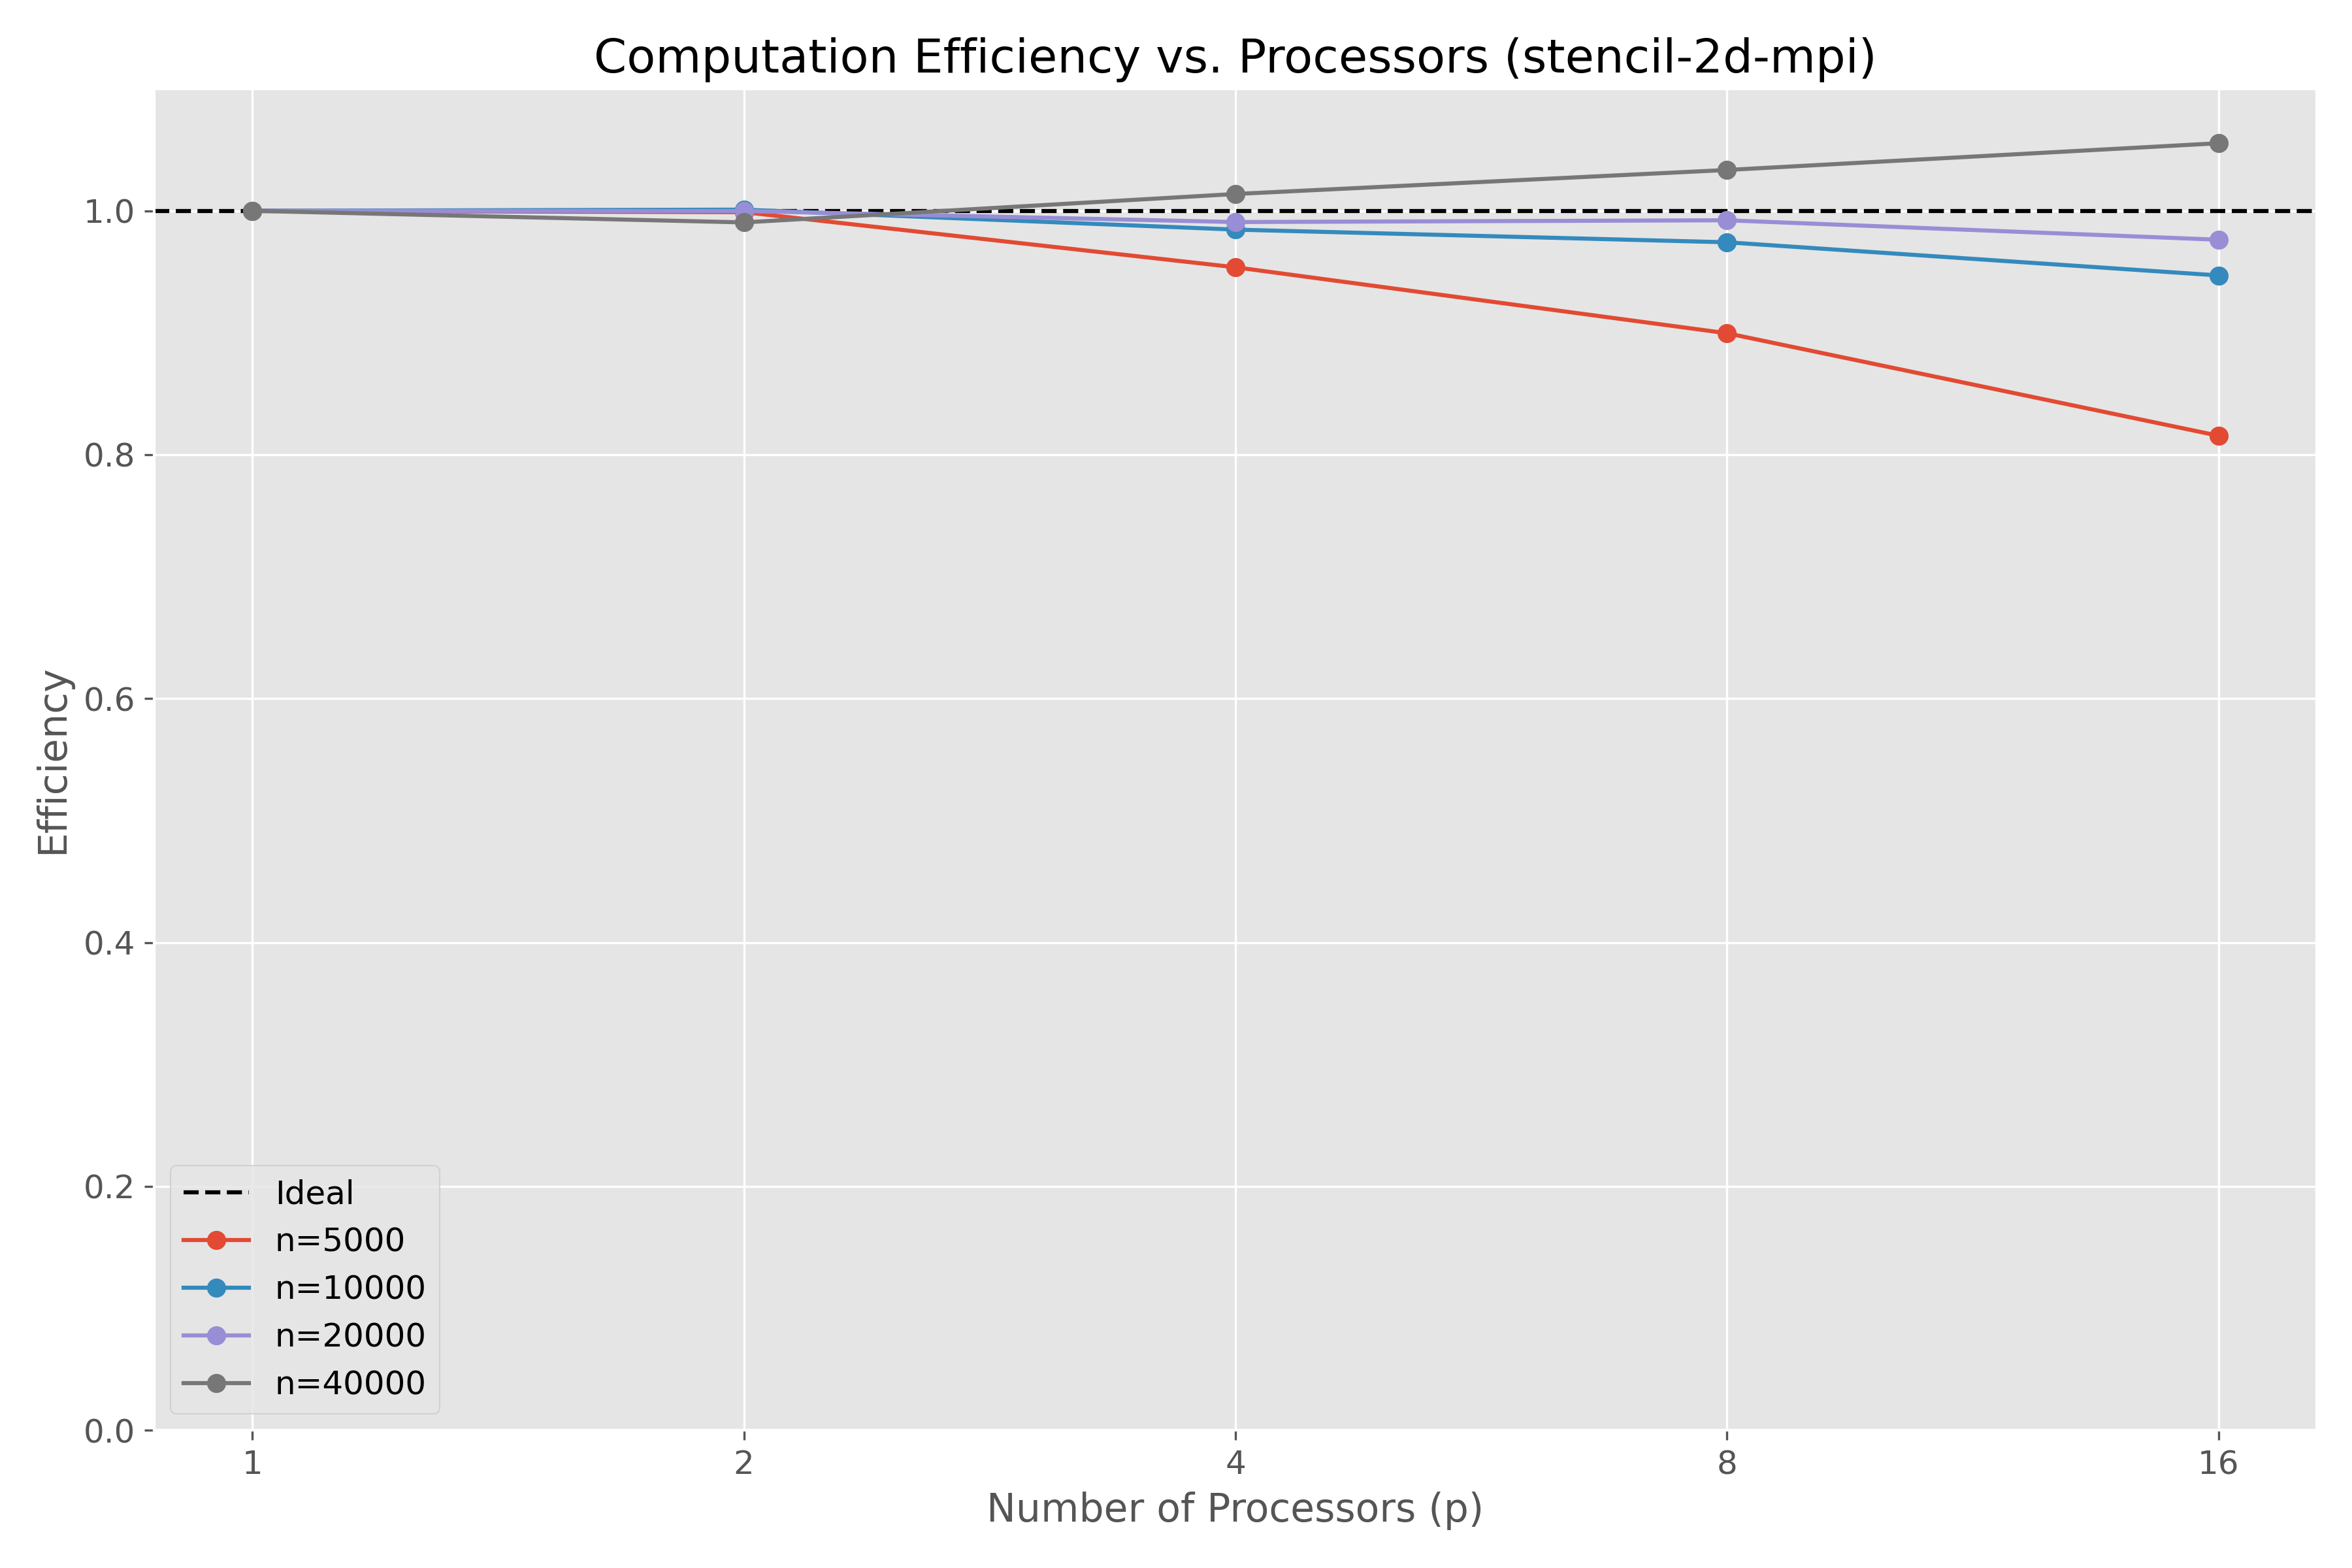 Computation Efficiency vs. Processors (stencil-2d-mpi)
1.0
0.8
0.6
0.4
0.2
0.0
Efficiency
Ideal
n=5000
n=10000
n=20000
n=40000
1 2 4 8 16
Number of Processors (p)